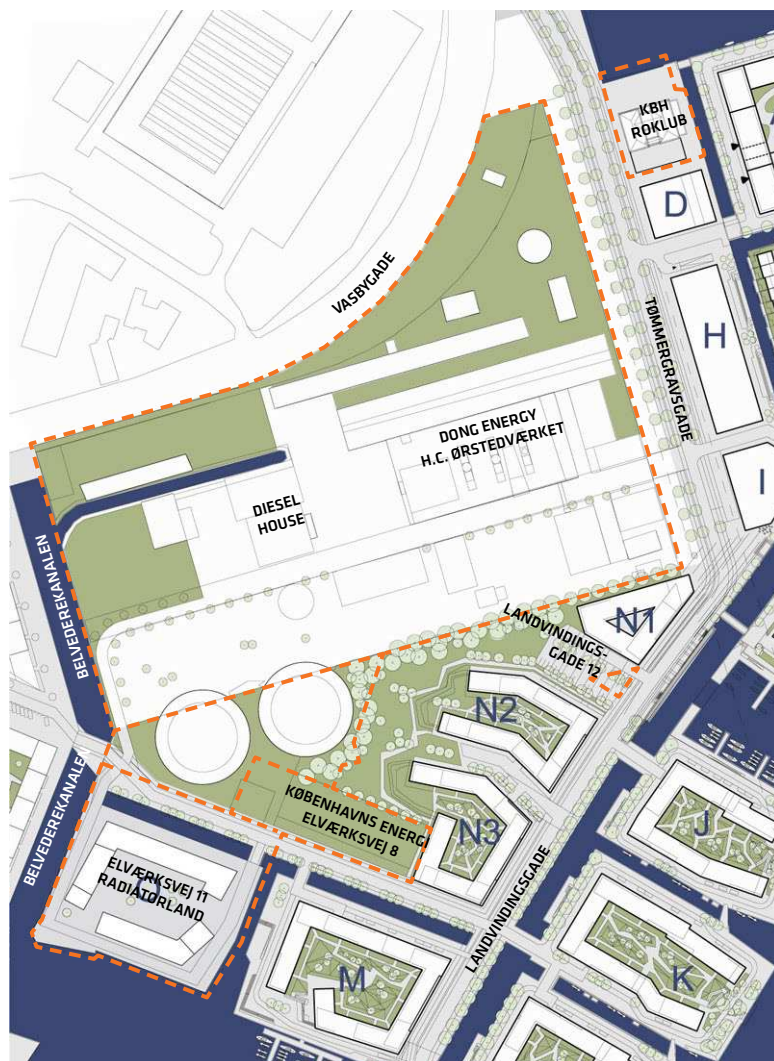 KBH
ROKLUB
D
VASBYGADE
TØMMERGRAVSGADE
H
DONG ENERGY
H.C. ØRSTEDVÆRKET
I
DIESEL
HOUSE
BELVEDEREKANALEN
N1
LANDVINDINGS-
GADE 12
N2
BELVEDEREKANALEN
KØBENHAVNS ENERGI
ELVÆRKSVEJ 8
N3
J
ELVÆRKSVEJ 11
RADIATORLAND
O
LANDVINDINGSGADE
M
K